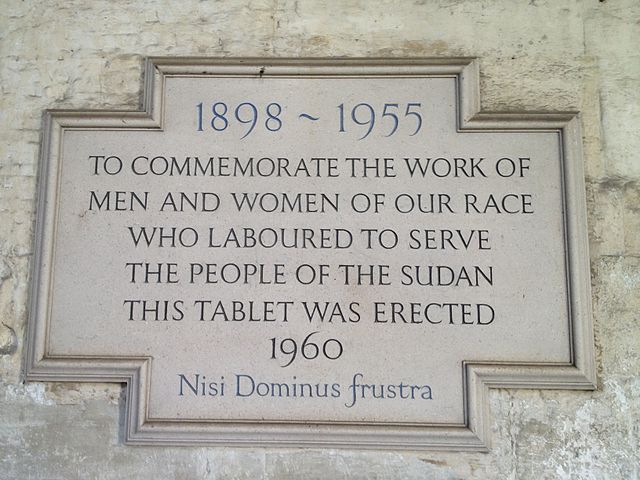 1898 ~ 1955
TO COMMEMORATE THE WORK OF
MEN AND WOMEN OF OUR RACE
WHO LABOURED TO SERVE
THE PEOPLE OF THE SUDAN
THIS TABLET WAS ERECTED
1960
Nisi Dominus frustra